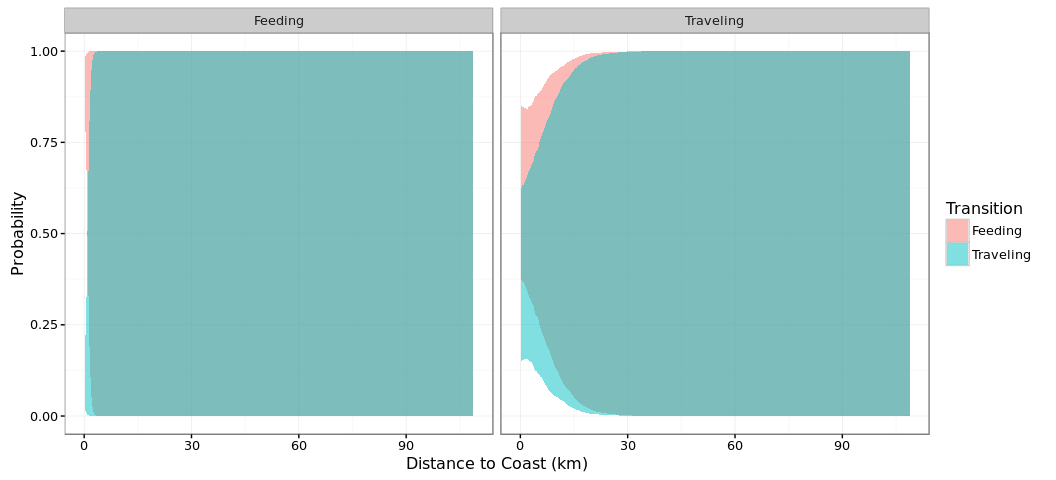 Feeding
Traveling
1.00
0.75
0.50
0.25
0.00
Probability
0
30
60
90
0
30
60
90
Distance to Coast (km)
Transition
Feeding
Traveling